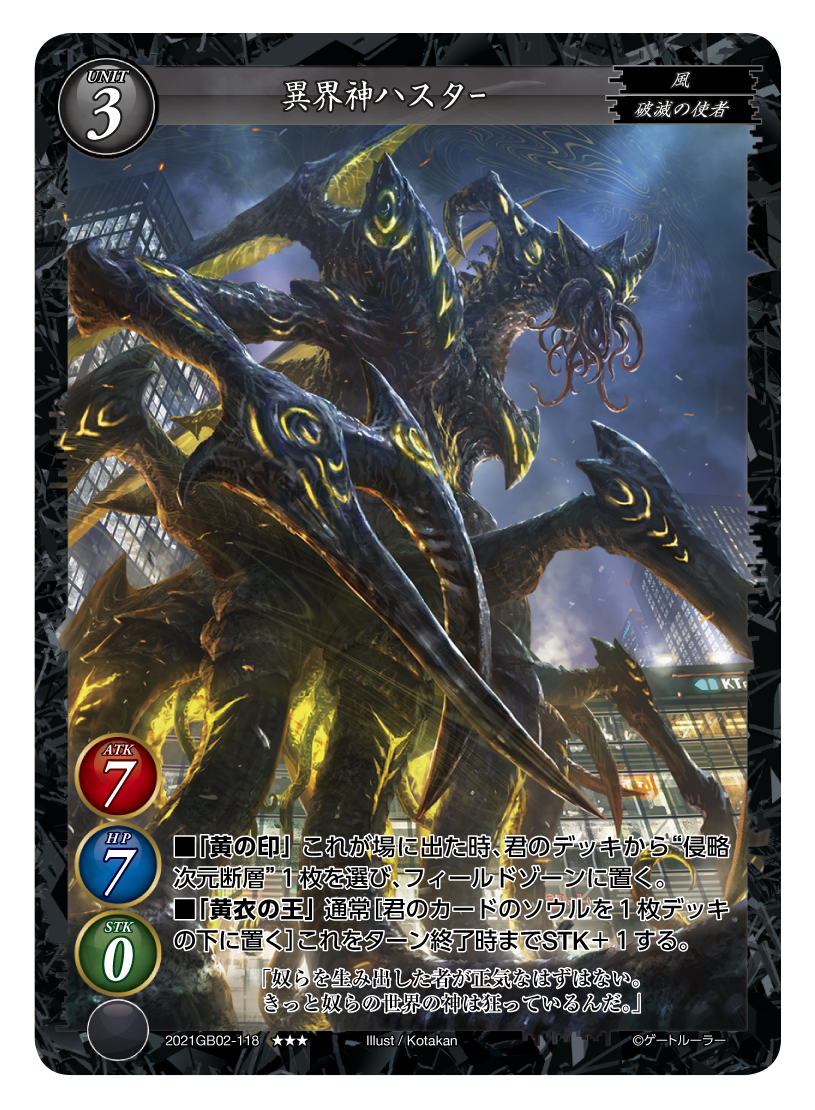 UNIT
3
異界神ハスター
風
破滅の使者
KT
ATK
7
HP
7
STK
0
■「黄の印」これが場に出た時、君のデッキから“侵略
次元断層”１枚を選び、フィールドゾーンに置く。
■「黄衣の王」通常[君のカードのソウルを１枚デッキ
の下に置く]これをターン終了時までSTK＋１する。
「奴らを生み出した者が正気なはずはない。
きっと奴らの世界の神は狂っているんだ。」
2021GB02-118 ★★★ Illust / Kotakan ©ゲートルーラー